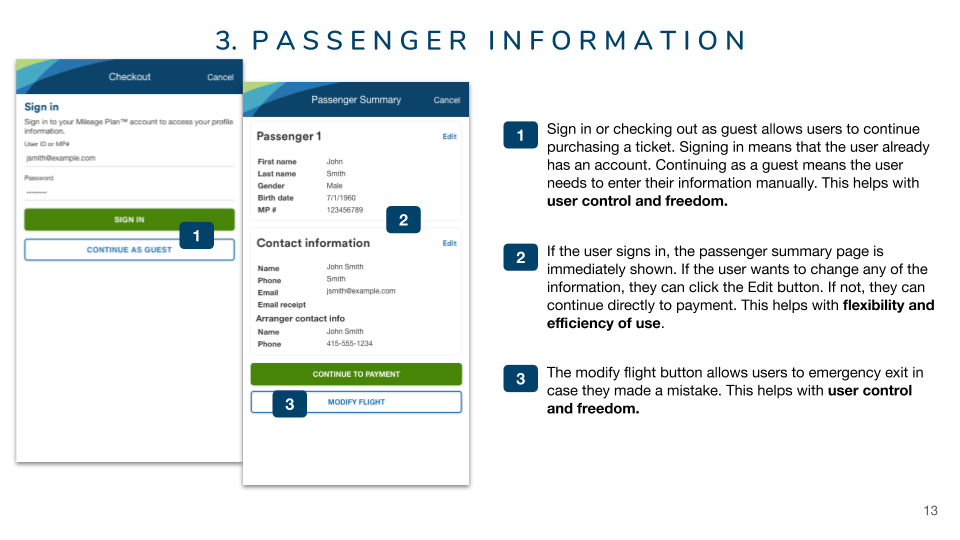 3. PASSENGER INFORMATION
Checkout
Cancel
Sign in
Sign in to your Mileage Plan™ account to access your profile
information.
User ID or MP#
jsmith@example.com
Password
--------
SIGN IN
1
CONTINUE AS GUEST
Passenger Summary
Cancel
Passenger 1
Edit
First name John
Last name Smith
Gender Male
Birth date 7/1/1960
MP # 123456789
2
Contact information
Edit
Name John Smith
Phone Smith
Email jsmith@example.com
Email receipt
Arranger contact info
Name John Smith
Phone 415-555-1234
CONTINUE TO PAYMENT
3
MODIFY FLIGHT
1
Sign in or checking out as guest allows users to continue
purchasing a ticket. Signing in means that the user already
has an account. Continuing as a guest means the user
needs to enter their information manually. This helps with
user control and freedom.
2
If the user signs in, the passenger summary page is
immediately shown. If the user wants to change any of the
information, they can click the Edit button. If not, they can
continue directly to payment. This helps with flexibility and
efficiency of use.
3
The modify flight button allows users to emergency exit in
case they made a mistake. This helps with user control
and freedom.
13